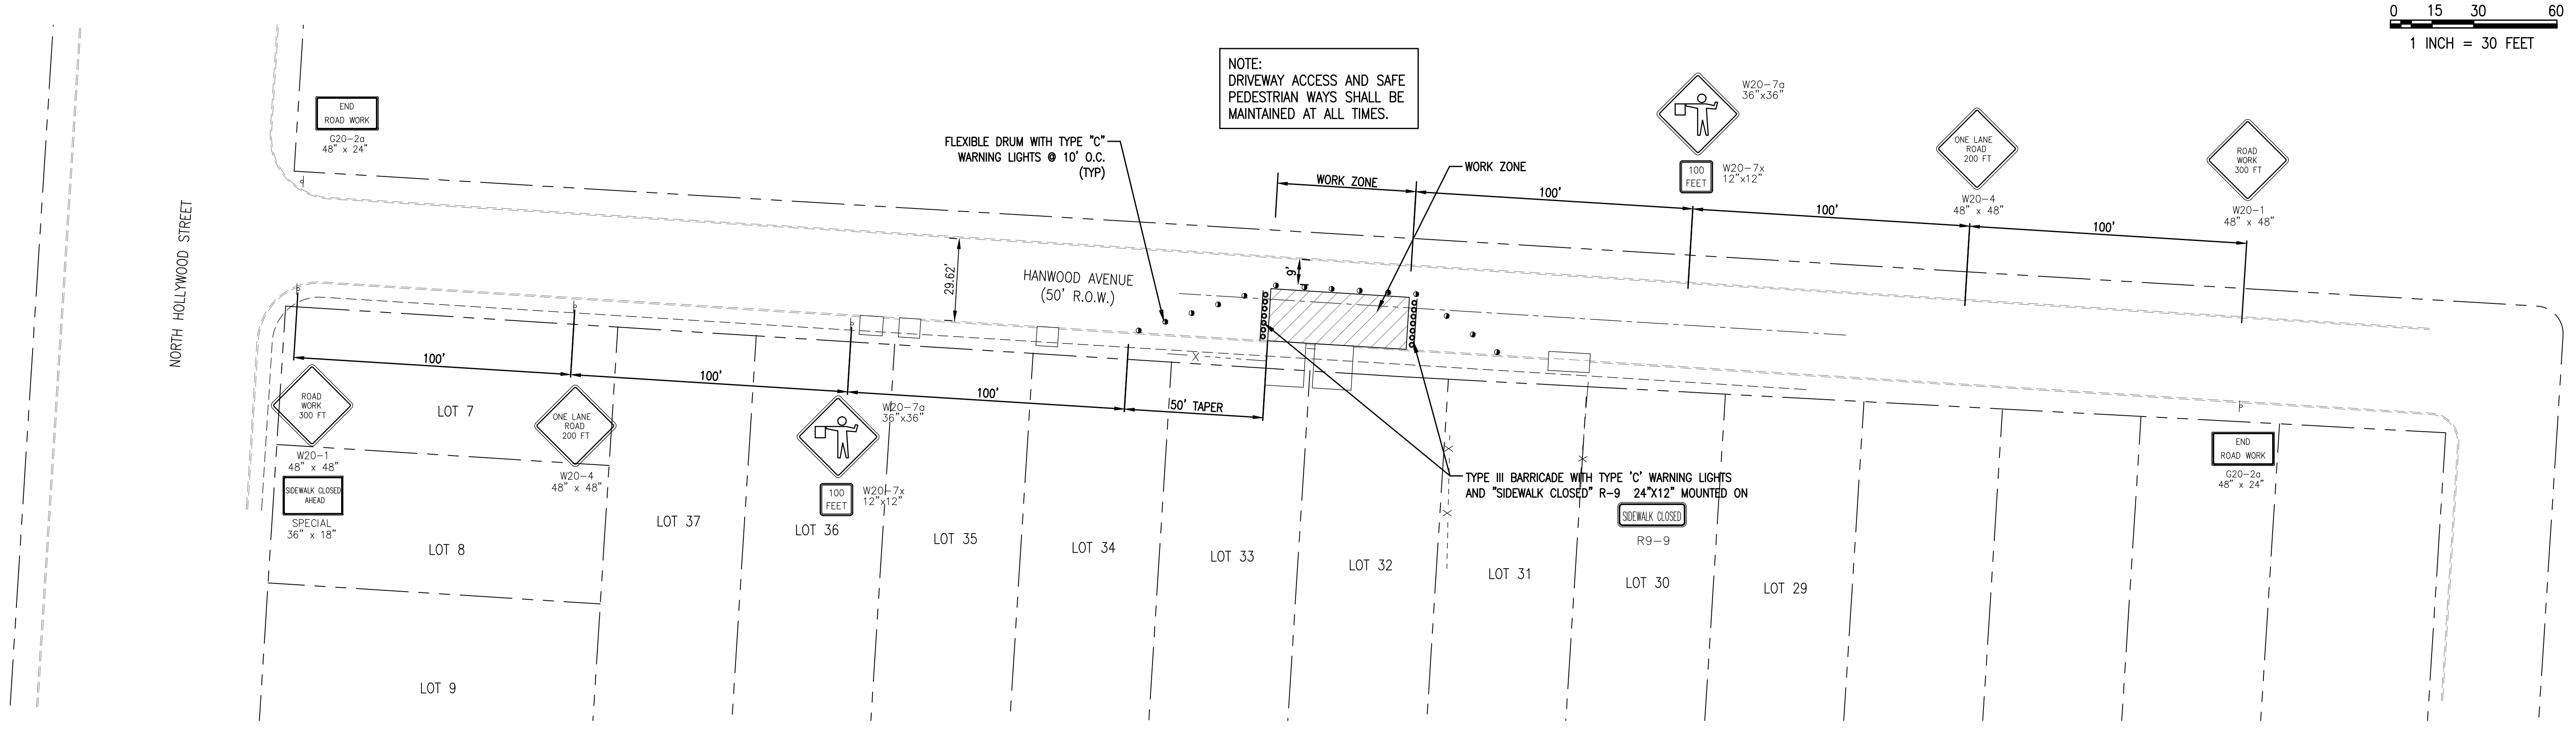 0 15 30 60
1 INCH = 30 FEET
NOTE:
DRIVEWAY ACCESS AND SAFE
PEDESTRIAN WAYS SHALL BE
MAINTAINED AT ALL TIMES.
END
ROAD WORK
G20-2a
48" x 24"
FLEXIBLE DRUM WITH TYPE "C"
WARNING LIGHTS @ 10' O.C.
(TYP)
WORK ZONE
WORK ZONE
W20-7a
36"x36"
100
FEET
W20-7x
12"x12"
ONE LANE
ROAD
200 FT
W20-4
48" x 48"
ROAD
WORK
300 FT
W20-1
48" x 48"
100'
100'
100'
NORTH HOLLYWOOD STREET
29.62'
HANWOOD AVENUE
(50' R.O.W.)
9'
100'
100'
100'
50' TAPER
ROAD
WORK
300 FT
W20-1
48" x 48"
SIDEWALK CLOSED
AHEAD
SPECIAL
36" x 18"
ONE LANE
ROAD
200 FT
W20-4
48" x 48"
W20-7a
36"x36"
100
FEET
W20-7x
12"x12"
TYPE III BARRICADE WITH TYPE 'C' WARNING LIGHTS
AND "SIDEWALK CLOSED" R-9 24"X12" MOUNTED ON
SIDEWALK CLOSED
R9-9
END
ROAD WORK
G20-2a
48" x 24"
LOT 7
LOT 8
LOT 9
LOT 37
LOT 36
LOT 35
LOT 34
LOT 33
LOT 32
LOT 31
LOT 30
LOT 29